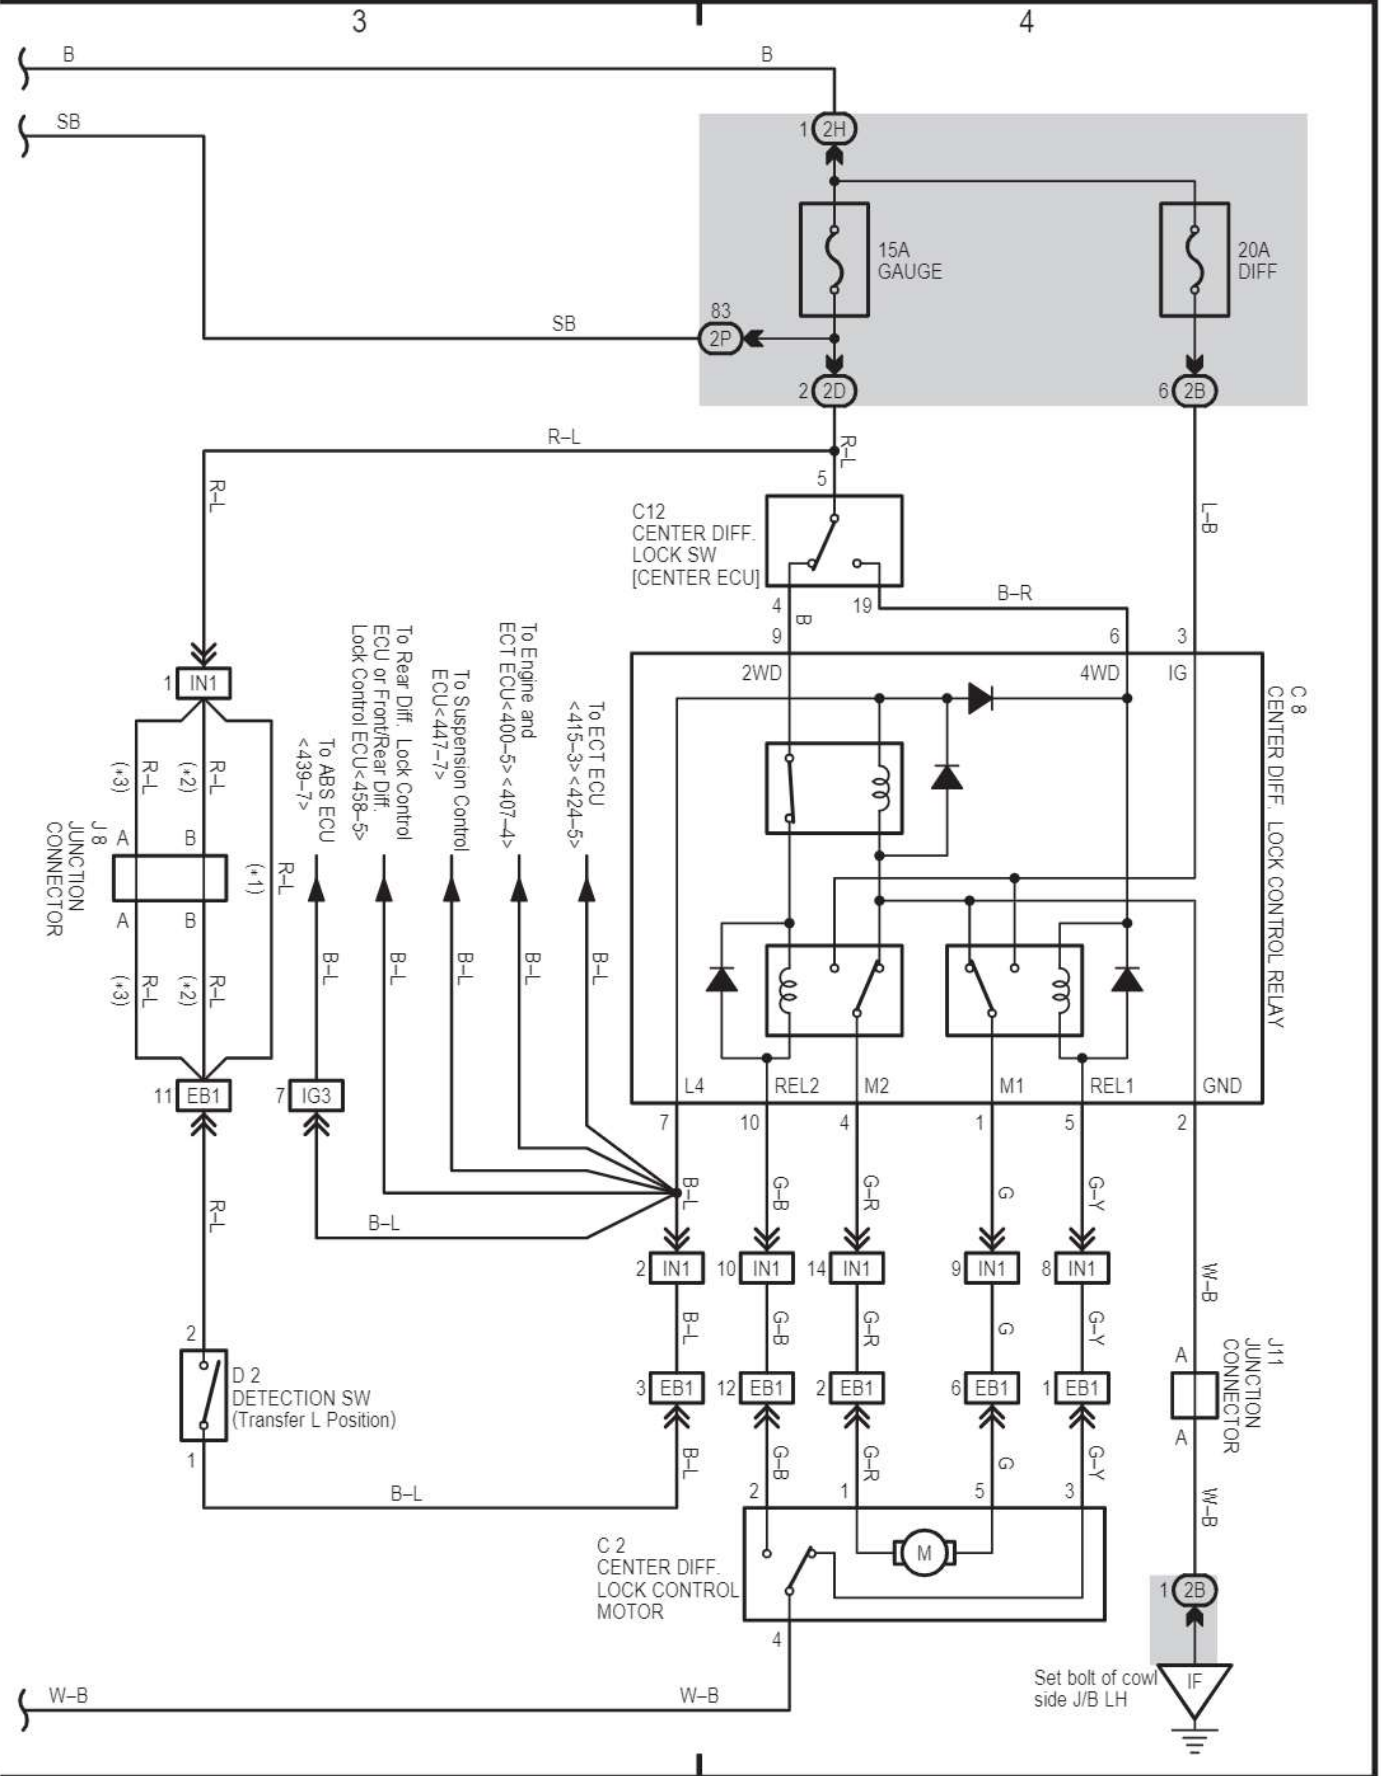 3
4
B
B
SB
1
2H
15A
GAUGE
20A
DIFF
83
SB
2P
2
2D
6
2B
R–L
R–L
5
R–L
L–B
C12
CENTER DIFF.
LOCK SW
[CENTER ECU]
4
B
19
B–R
9
6
3
2WD
4WD
IG
C 8
CENTER DIFF. LOCK CONTROL RELAY
1
IN1
To ABS ECU
<439–7>
To Rear Diff. Lock Control
ECU or Front/Rear Diff.
Lock Control ECU<458–5>
To Suspension Control
ECU<447–7>
To Engine and
ECT ECU<400–5><407–4>
To ECT ECU
<415–3><424–5>
R–L
(*3)
R–L
(*2)
R–L
(*1)
J 8
JUNCTION
CONNECTOR
A
B
A
B
R–L
(*3)
R–L
(*2)
B–L
B–L
B–L
B–L
B–L
11
EB1
7
IG3
L4
REL2
M2
M1
REL1
GND
7
10
4
1
5
2
B–L
G–B
G–R
G
G–Y
R–L
B–L
2
IN1
10
IN1
14
IN1
9
IN1
8
IN1
W–B
B–L
G–B
G–R
G
G–Y
2
D 2
DETECTION SW
(Transfer L Position)
1
3
EB1
12
EB1
2
EB1
6
EB1
1
EB1
A
J11
JUNCTION
CONNECTOR
A
B–L
G–B
G–R
G
G–Y
B–L
2
1
5
3
W–B
C 2
CENTER DIFF.
LOCK CONTROL
MOTOR
M
4
1
2B
Set bolt of cowl
side J/B LH
IF
W–B
W–B